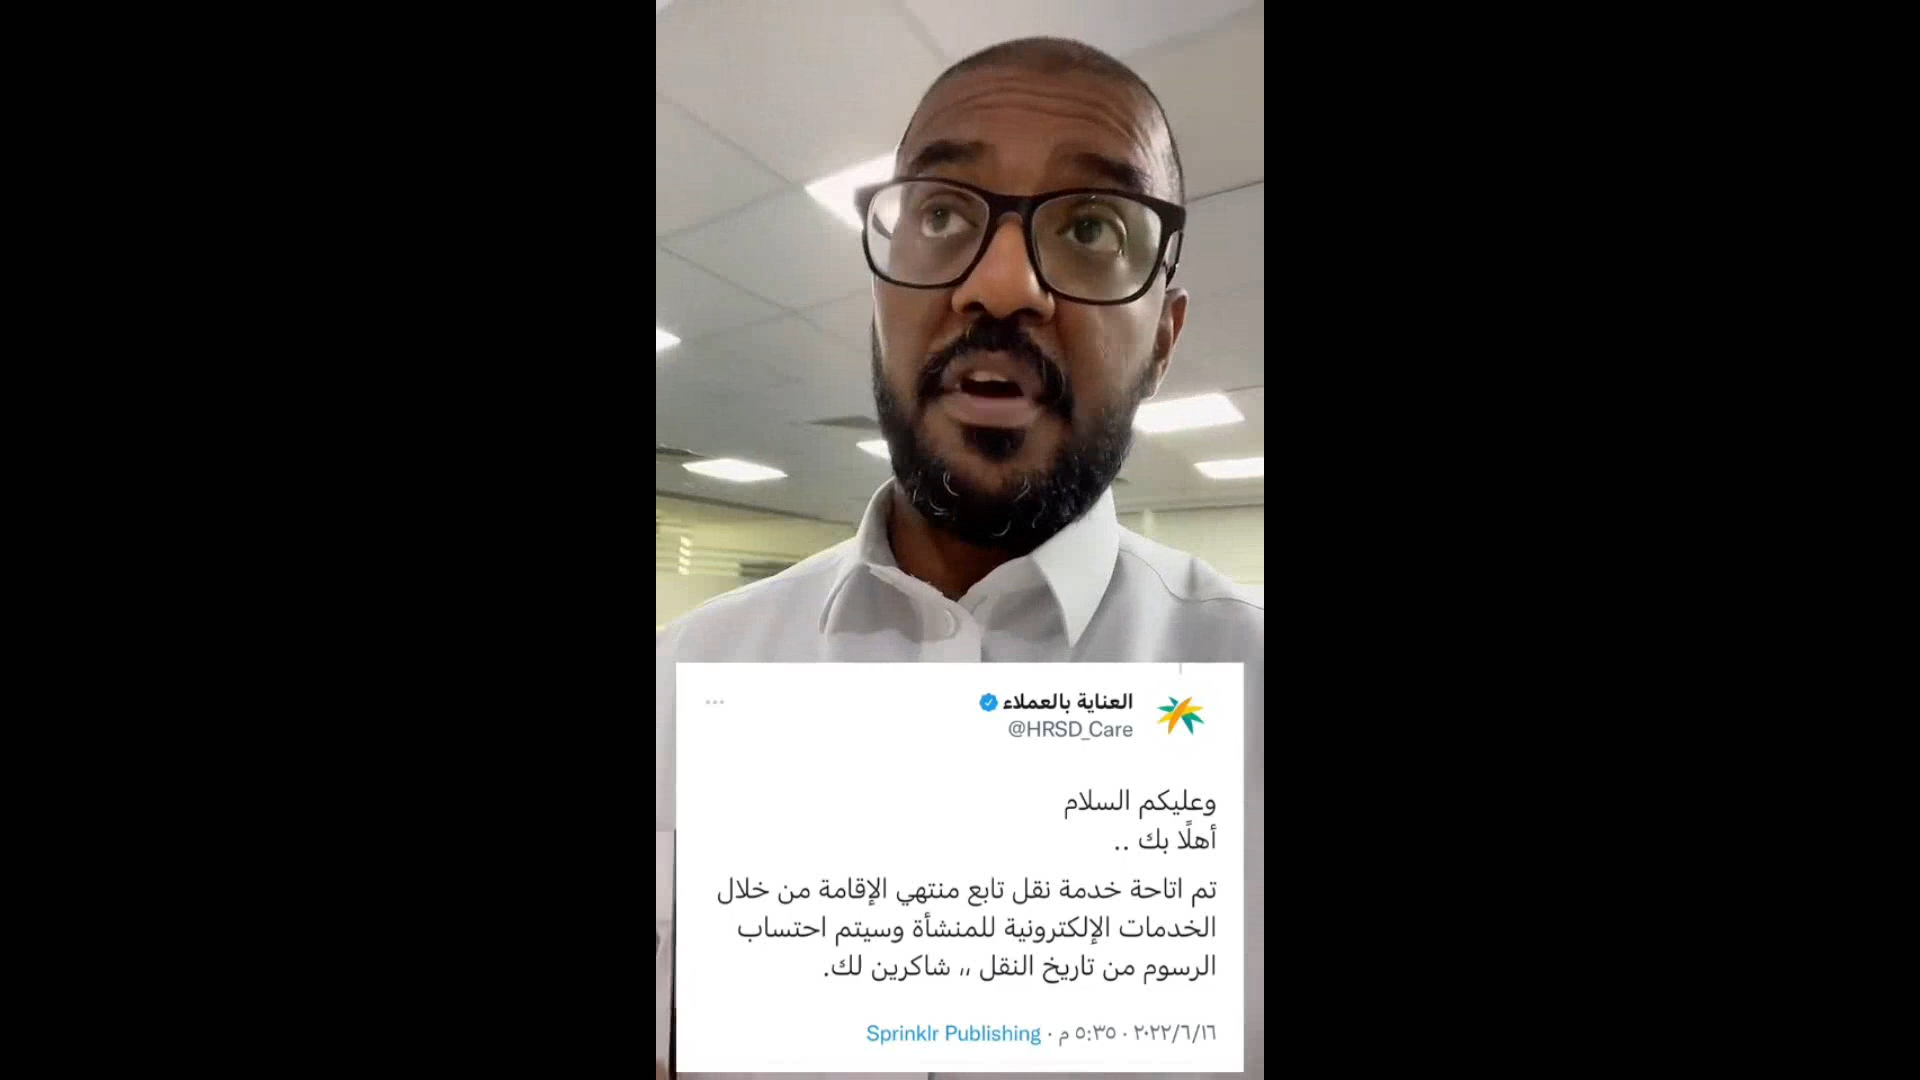 العناية بالعملاء
@HRSD_Care
وعليكم السلام
أهلًا بك ..
تم اتاحة خدمة نقل تابع منتهي الإقامة من خلال
الخدمات الإلكترونية للمنشأة وسيتم احتساب
الرسوم من تاريخ النقل ،، شاكرين لك.
٢٠٢٢/٦/١٦ · ٥:٣٥ م · Sprinklr Publishing